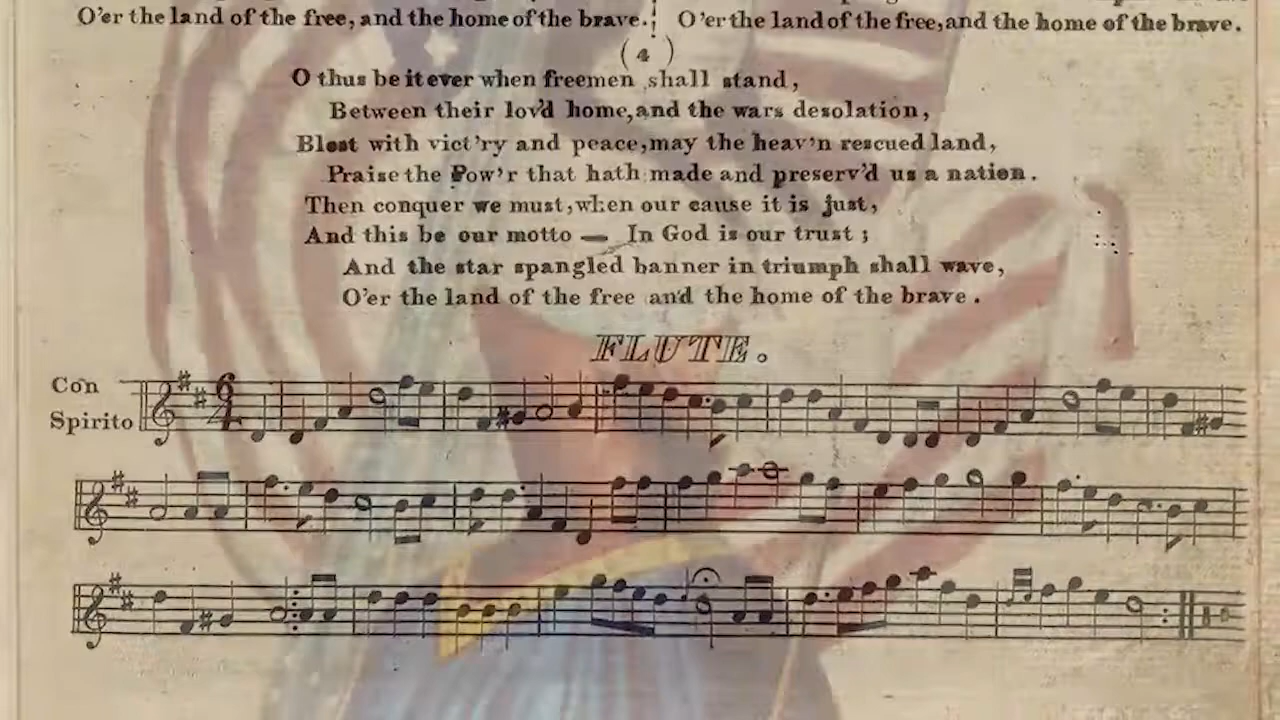 O'er the land of the free, and the home of the brave. O'er the land of the free, and the home of the brave.
(4)
O thus be it ever when freemen shall stand,
Between their lov'd home, and the wars desolation,
Blest with vict'ry and peace, may the heav'n rescued land,
Praise the Pow'r that hath made and preserv'd us a nation.
Then conquer we must, when our cause it is just,
And this be our motto — In God is our trust;
And the star spangled banner in triumph shall wave,
O'er the land of the free and the home of the brave.
FLUTE.
Con
Spirito